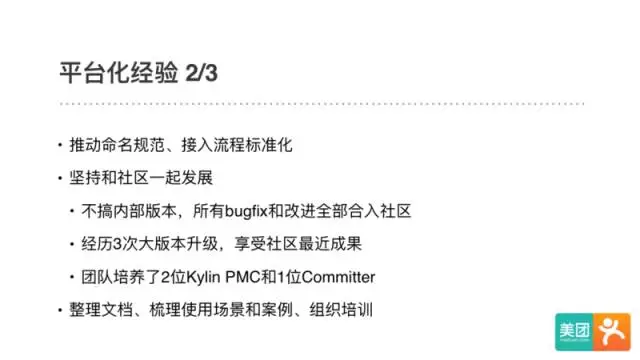 平台化经验 2/3
• 推动命名规范、接入流程标准化
• 坚持和社区一起发展
• 不搞内部版本，所有bugfix和改进全部合入社区
• 经历3次大版本升级，享受社区最近成果
• 团队培养了2位Kylin PMC和1位Committer
• 整理文档、梳理使用场景和案例、组织培训
美团
meituan.com